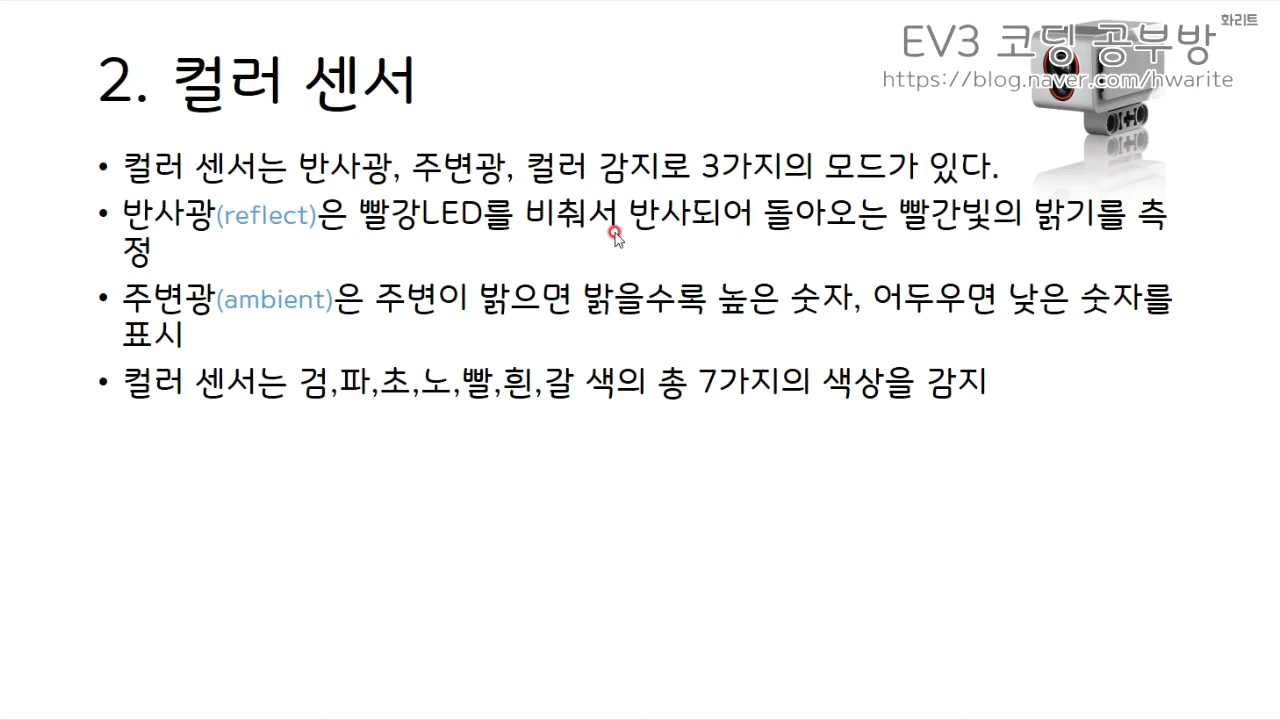 화리트
EV3 코딩 공부방
https://blog.naver.com/hwarite
2. 컬러 센서
• 컬러 센서는 반사광, 주변광, 컬러 감지로 3가지의 모드가 있다.
• 반사광(reflect)은 빨강LED를 비춰서 반사되어 돌아오는 빨간빛의 밝기를 측
정
• 주변광(ambient)은 주변이 밝으면 밝을수록 높은 숫자, 어두우면 낮은 숫자를
표시
• 컬러 센서는 검,파,초,노,빨,흰,갈 색의 총 7가지의 색상을 감지